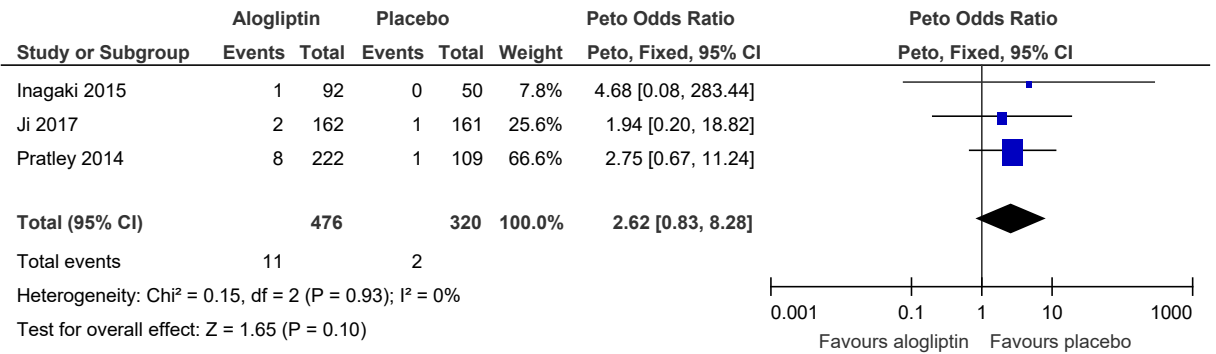 Alogliptin Placebo Peto Odds Ratio Peto Odds Ratio
Study or Subgroup Events Total Events Total Weight Peto, Fixed, 95% CI Peto, Fixed, 95% CI
Inagaki 2015 1 92 0 50 7.8% 4.68 [0.08, 283.44]
Ji 2017 2 162 1 161 25.6% 1.94 [0.20, 18.82]
Pratley 2014 8 222 1 109 66.6% 2.75 [0.67, 11.24]
Total (95% CI) 476 320 100.0% 2.62 [0.83, 8.28]
Total events 11 2
Heterogeneity: Chi² = 0.15, df = 2 (P = 0.93); I² = 0%
Test for overall effect: Z = 1.65 (P = 0.10)
0.001 0.1 1 10 1000
Favours alogliptin Favours placebo